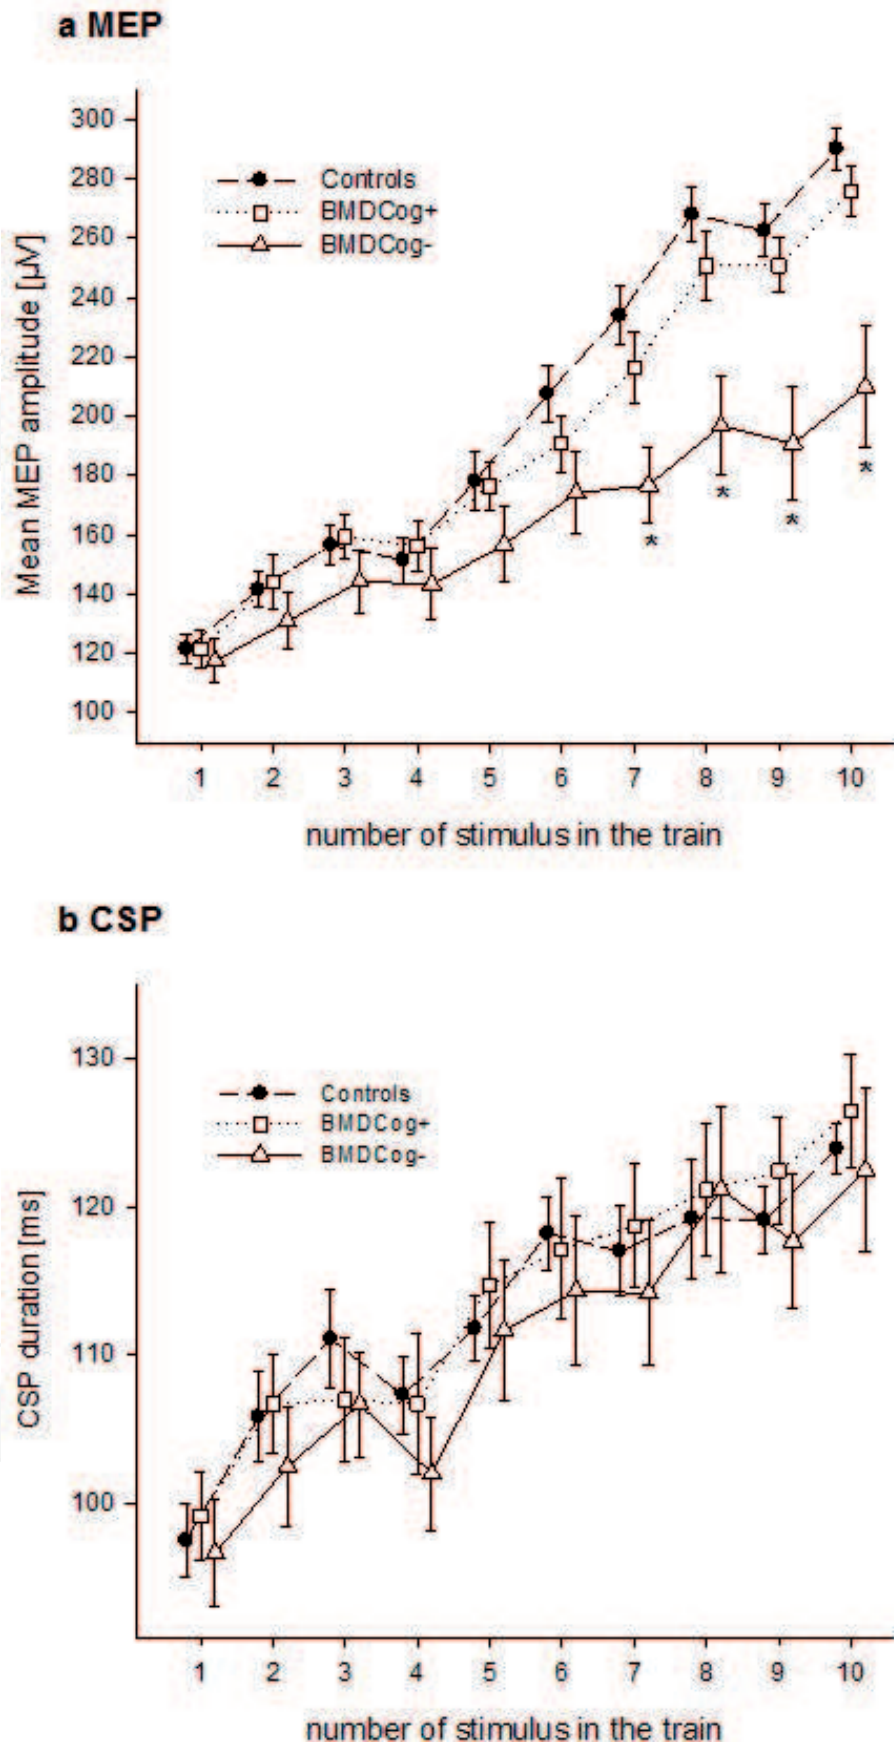 a MEP
300
280
260
240
220
200
180
160
140
120
100
Mean MEP amplitude [µV]
Controls
BMDCog+
BMDCog-
*
*
*
*
1 2 3 4 5 6 7 8 9 10
number of stimulus in the train
b CSP
130
120
110
100
CSP duration [ms]
Controls
BMDCog+
BMDCog-
1 2 3 4 5 6 7 8 9 10
number of stimulus in the train